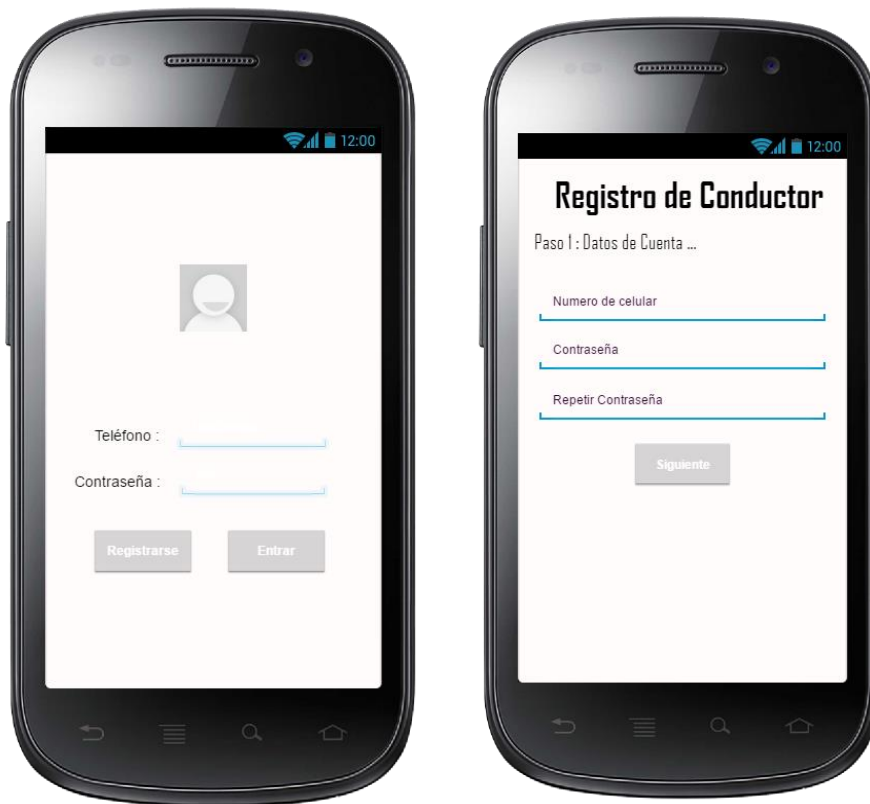 12:00
Teléfono :
Contraseña :
Registrarse Entrar
12:00
Registro de Conductor
Paso 1 : Datos de Cuenta ...
Numero de celular
Contraseña
Repetir Contraseña
Siguiente